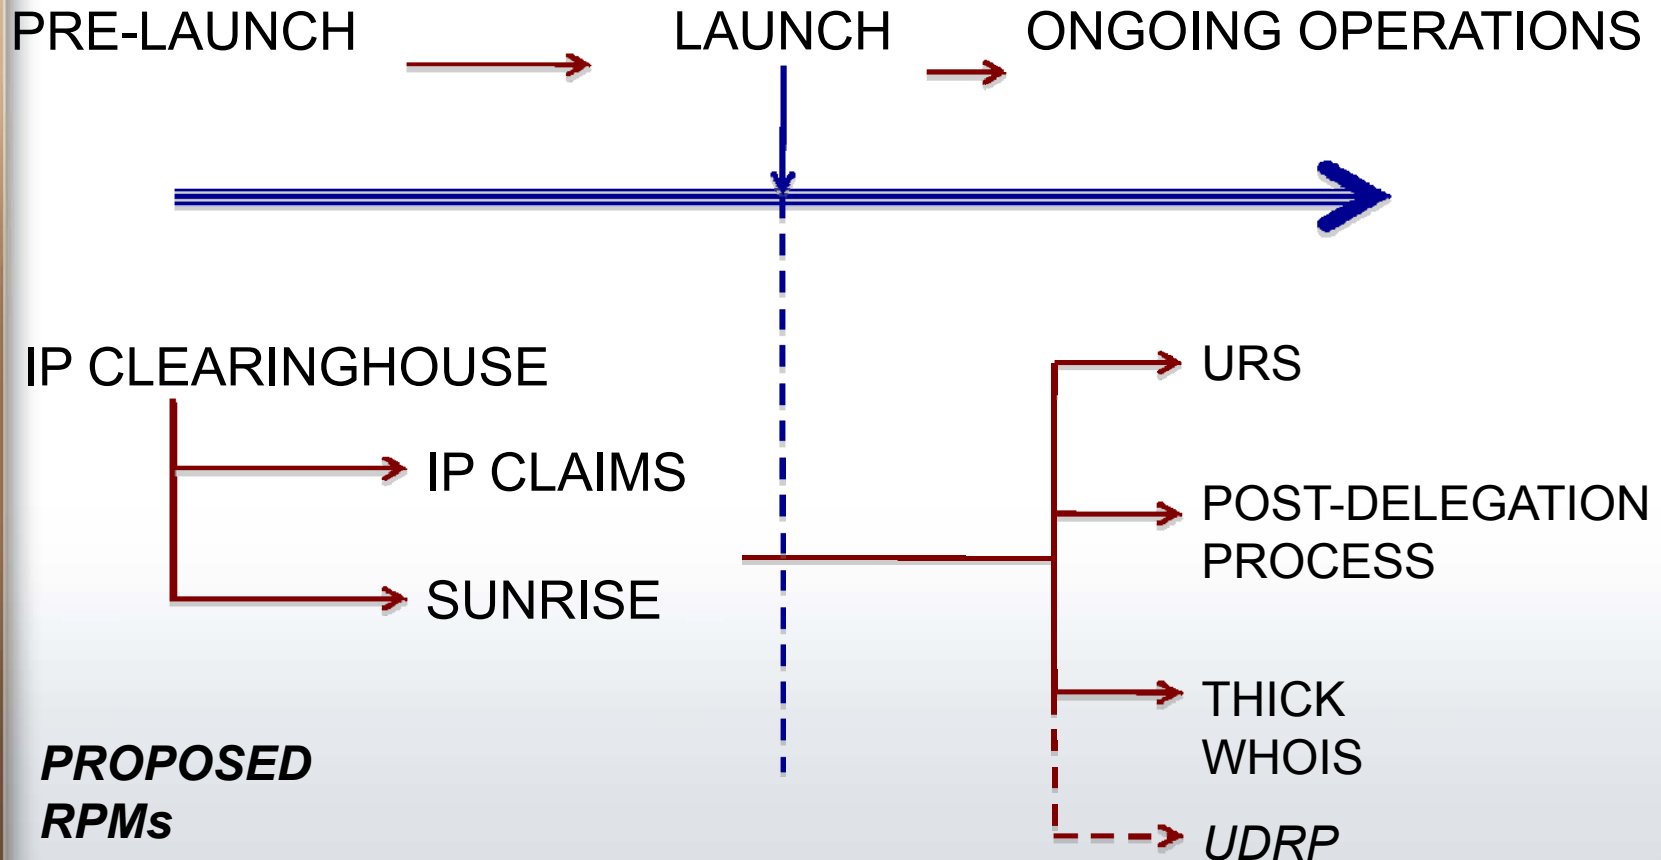 PRE-LAUNCH
LAUNCH
ONGOING OPERATIONS
IP CLEARINGHOUSE
IP CLAIMS
SUNRISE
URS
POST-DELEGATION
PROCESS
THICK
WHOIS
UDRP
PROPOSED
RPMs